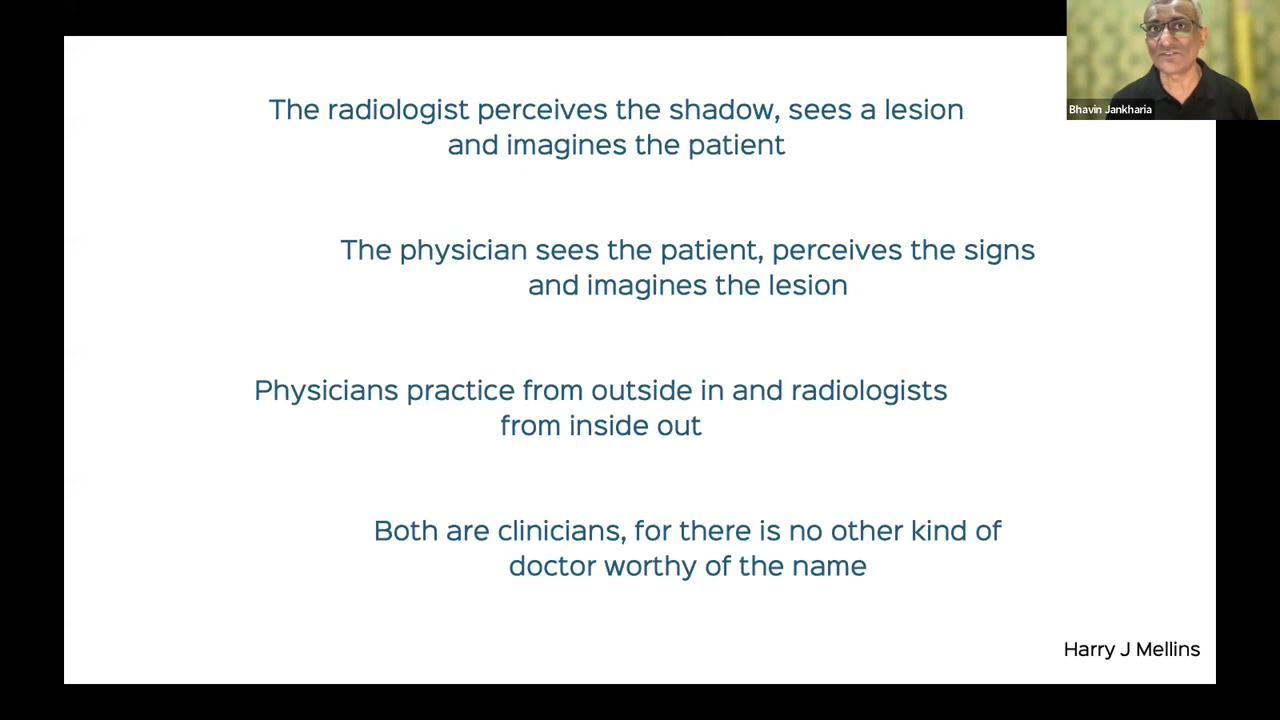 Bhavin Jankharia
The radiologist perceives the shadow, sees a lesion
and imagines the patient
The physician sees the patient, perceives the signs
and imagines the lesion
Physicians practice from outside in and radiologists
from inside out
Both are clinicians, for there is no other kind of
doctor worthy of the name
Harry J Mellins